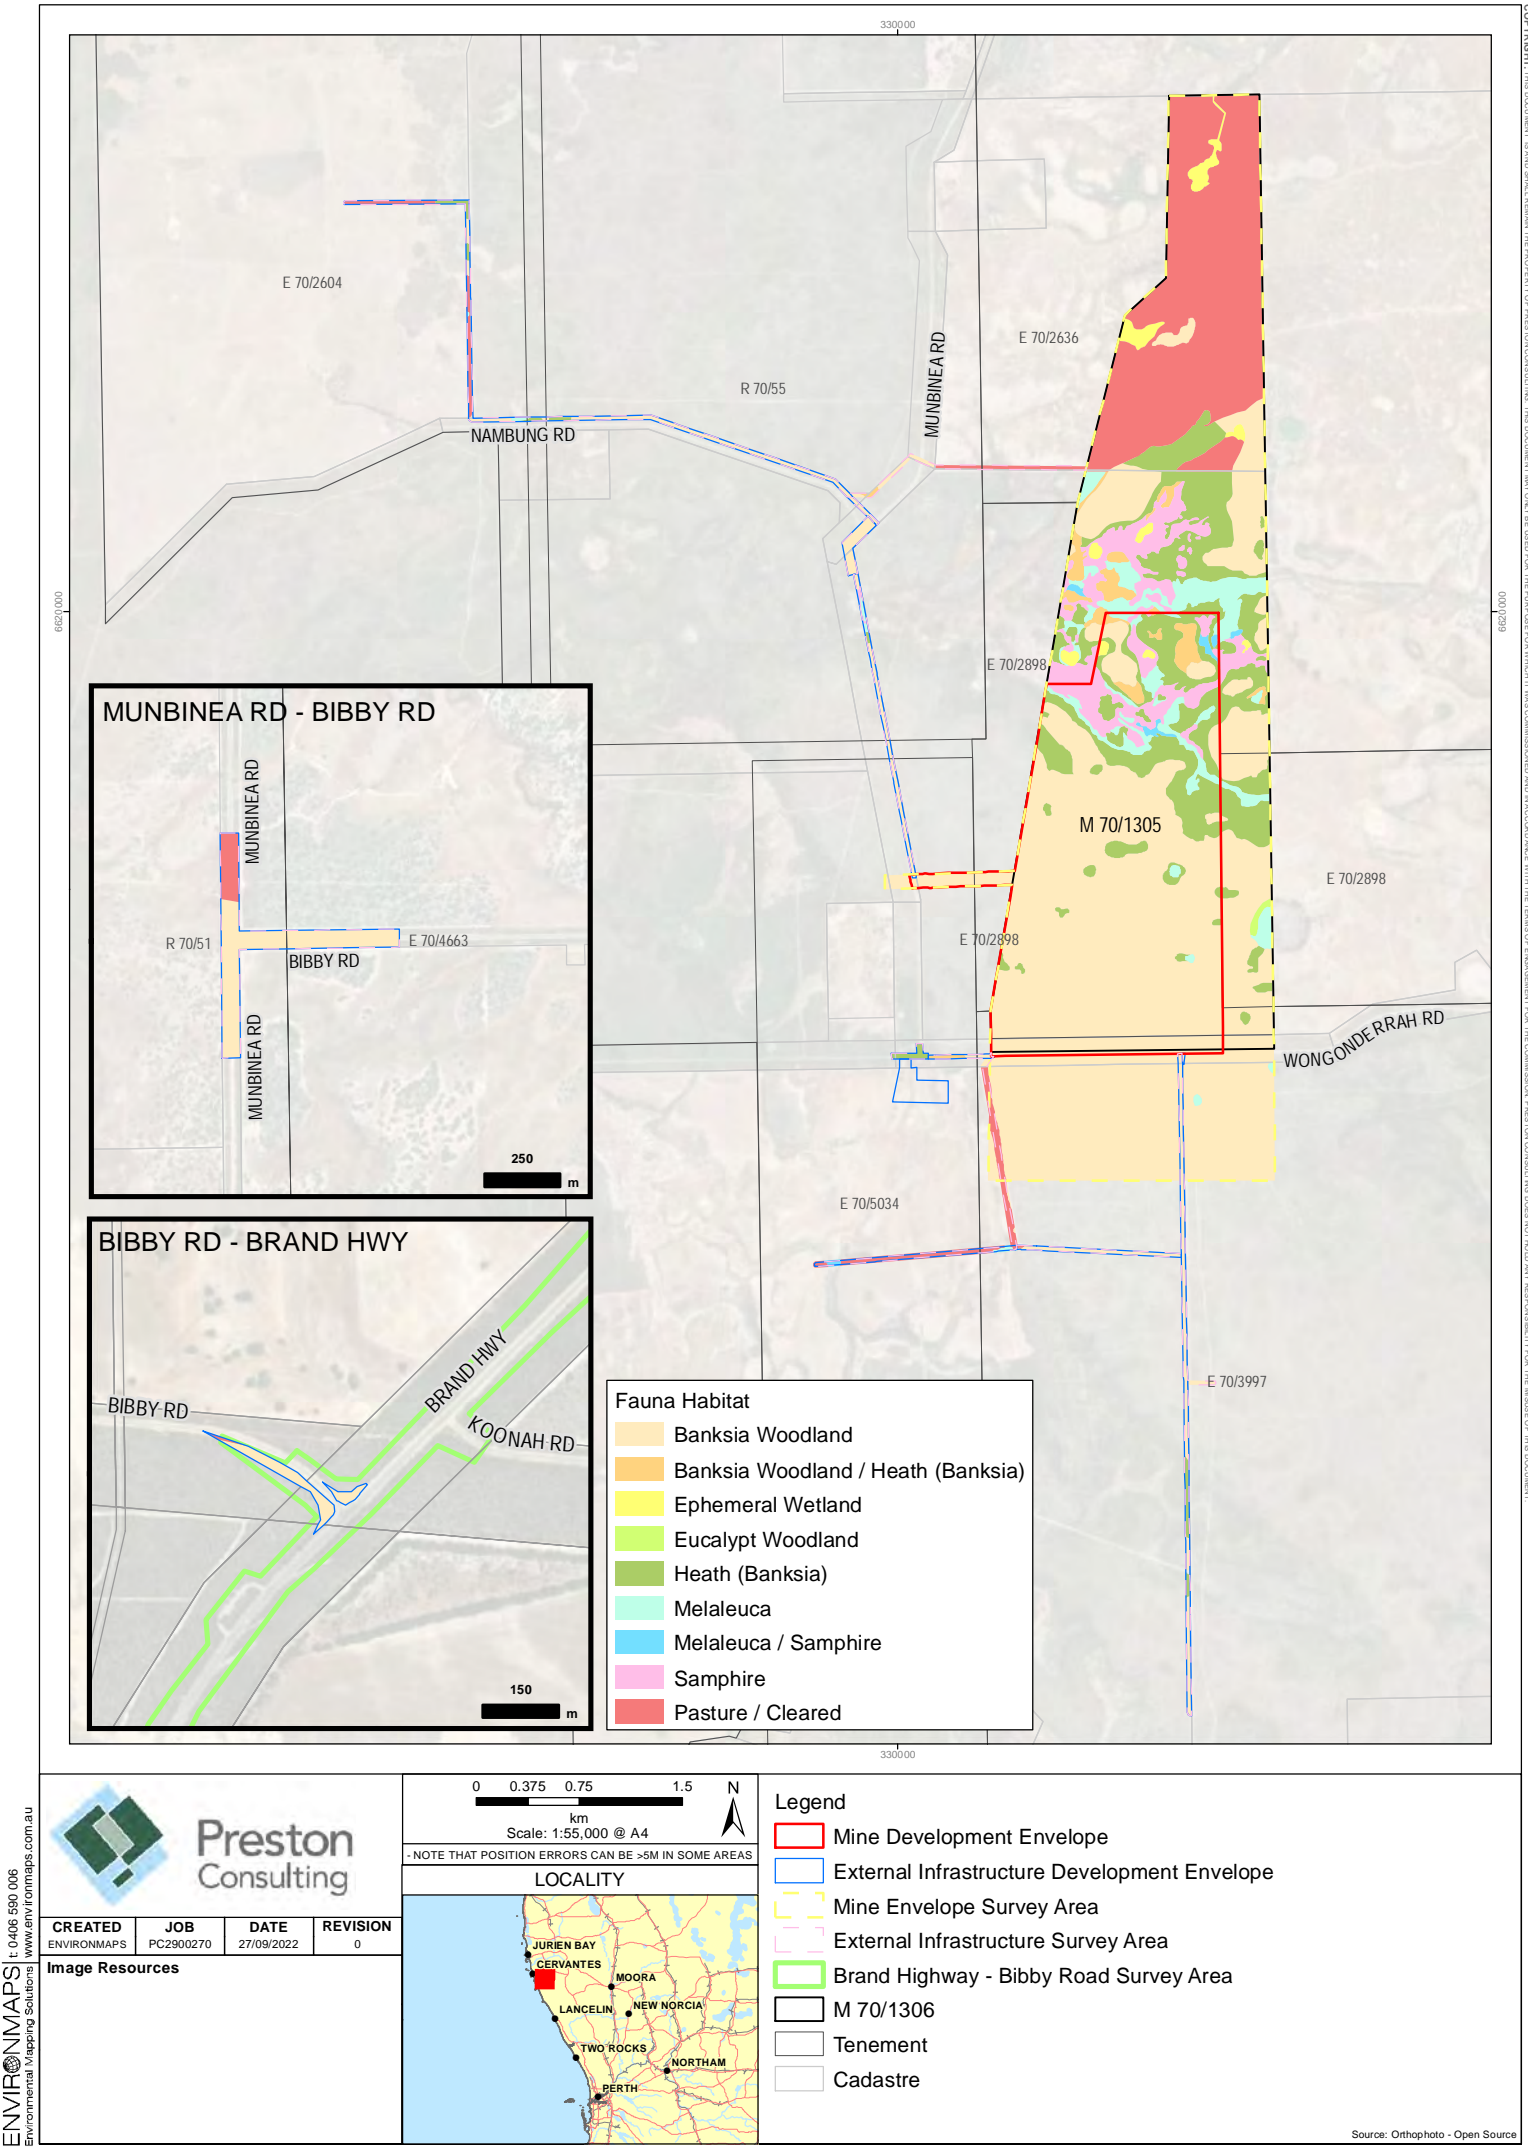 330000
6620000
6620000
E 70/2604
E 70/2636
R 70/55
MUNBINEA RD
NAMBUNG RD
E 70/2898
M 70/1305
E 70/2898
E 70/2898
WONGONDERRAH RD
E 70/5034
E 70/3997
MUNBINEA RD - BIBBY RD
MUNBINEA RD
R 70/51
E 70/4663
BIBBY RD
MUNBINEA RD
250
m
BIBBY RD - BRAND HWY
BRAND HWY
BIBBY RD
KOONAH RD
150
m
Fauna Habitat
Banksia Woodland
Banksia Woodland / Heath (Banksia)
Ephemeral Wetland
Eucalypt Woodland
Heath (Banksia)
Melaleuca
Melaleuca / Samphire
Samphire
Pasture / Cleared
330000
Preston
Consulting
CREATED JOB DATE REVISION
ENVIRONMAPS PC2900270 27/09/2022 0
Image Resources
0 0.375 0.75 1.5
km
Scale: 1:55,000 @ A4
N
- NOTE THAT POSITION ERRORS CAN BE >5M IN SOME AREAS
LOCALITY
JURIEN BAY
CERVANTES
MOORA
LANCELIN
NEW NORCIA
TWO ROCKS
NORTHAM
PERTH
Legend
Mine Development Envelope
External Infrastructure Development Envelope
Mine Envelope Survey Area
External Infrastructure Survey Area
Brand Highway - Bibby Road Survey Area
M 70/1306
Tenement
Cadastre
Source: Orthophoto - Open Source
ENVIRONMAPS
t: 0406 590 006
Environmental Mapping Solutions
www.environmaps.com.au